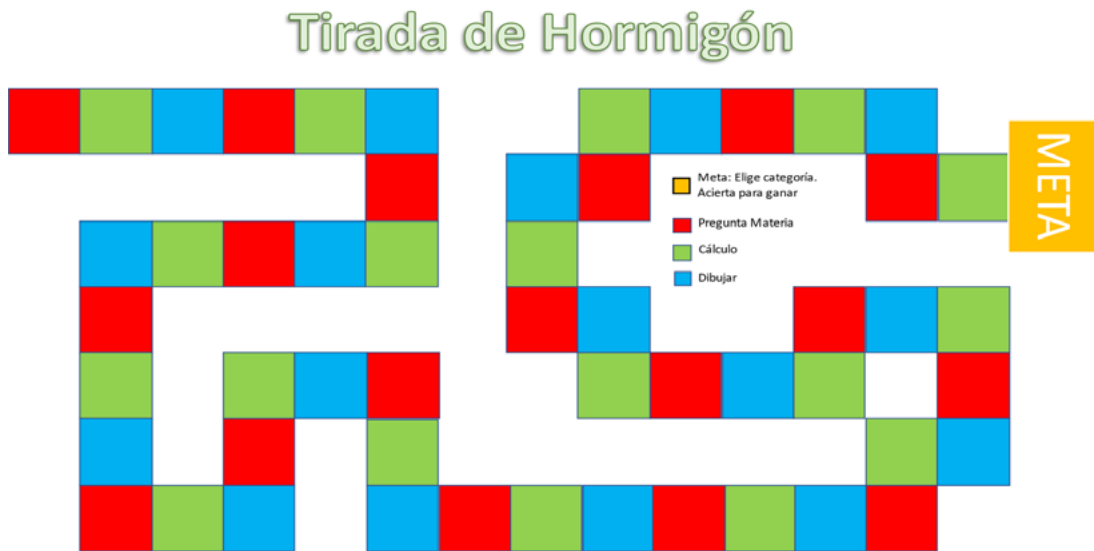 Tirada de Hormigón
META
Meta: Elige categoría.
Acierta para ganar
Pregunta Materia
Cálculo
Dibujar